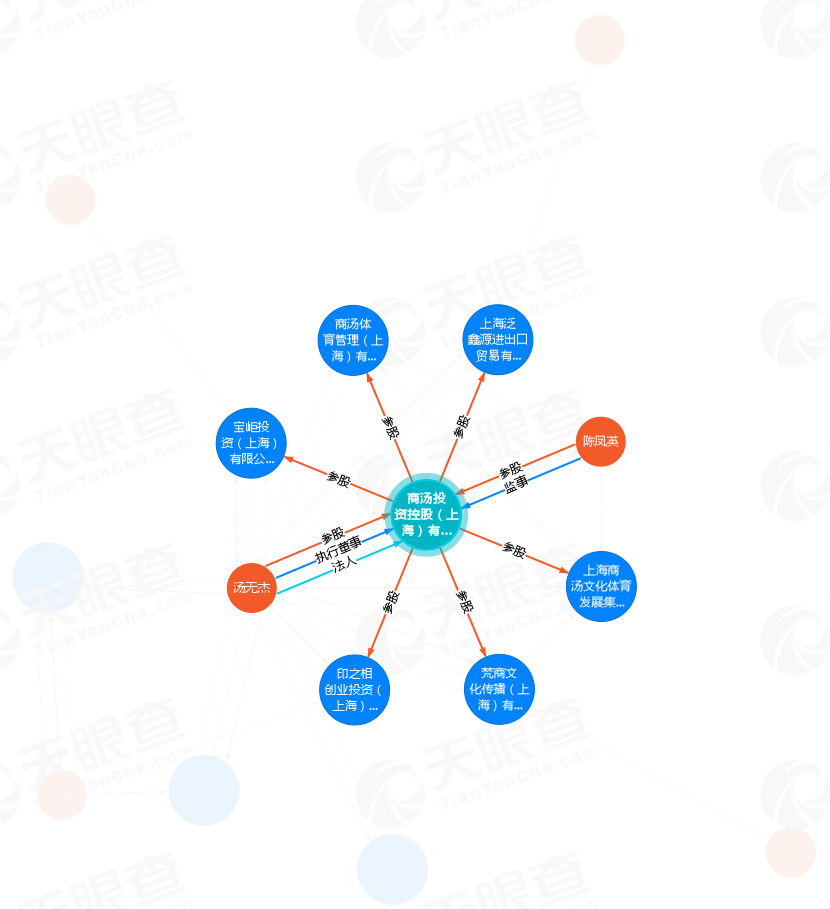 商汤体
育管理（上
海）有...
上海泛
鑫源进出口
贸易有...
宝岠投
资（上海）
有限公...
陈凤英
参股
参股
参股
参股
监事
商汤投
资控股（上
海）有...
参股
执行董事
法人
汤无杰
参股
上海商
汤文化体育
发展集...
参股
参股
印之相
创业投资（
上海）...
梵商文
化传播（上
海）有...
天眼查
TianYanCha.com